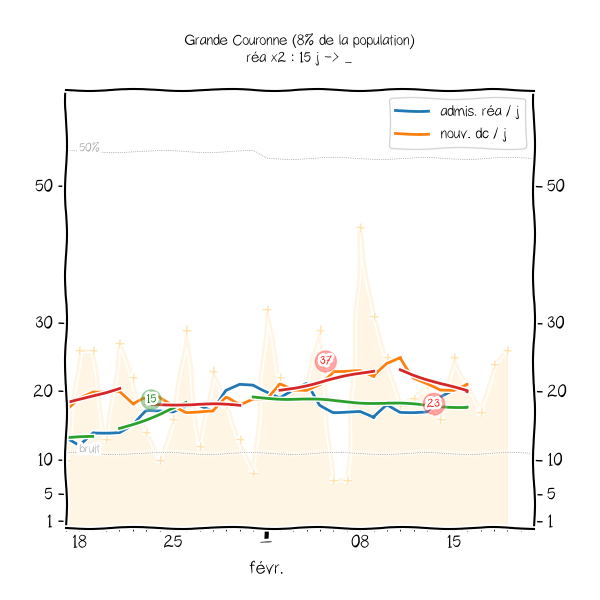 Grande Couronne (8% de la population)
réa x2 : 15 j -> _
admis. réa / j
nouv. dc / j
50%
50 50
37
30 30
15
23
20 20
bruit
10 10
5 5
1 1
18 25 08 15
févr.